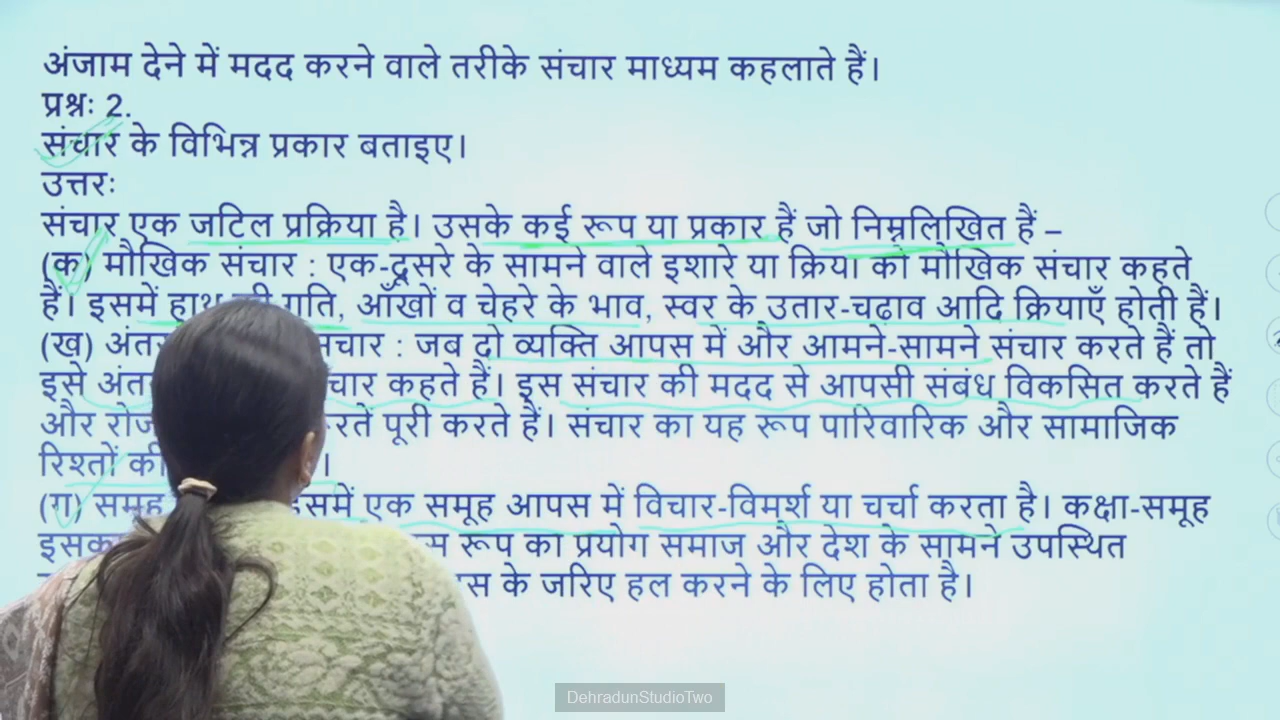 अंजाम देने में मदद करने वाले तरीके संचार माध्यम कहलाते हैं।
प्रश्नः 2.
संचार के विभिन्न प्रकार बताइए।
उत्तरः
संचार एक जटिल प्रक्रिया है। उसके कई रूप या प्रकार हैं जो निम्नलिखित हैं –
(क) मौखिक संचार : एक-दूसरे के सामने वाले इशारे या क्रिया को मौखिक संचार कहते
हैं। इसमें हाथ की गति, आँखों व चेहरे के भाव, स्वर के उतार-चढ़ाव आदि क्रियाएँ होती हैं।
(ख) संचार : जब दो व्यक्ति आपस में और आमने-सामने संचार करते हैं तो
इसे कहते हैं। इस संचार की मदद से आपसी संबंध विकसित करते हैं
और पूरी करते हैं। संचार का यह रूप पारिवारिक और सामाजिक
रिश्तों की ।
(ग) समूह इसमें एक समूह आपस में विचार-विमर्श या चर्चा करता है। कक्षा-समूह
रूप का प्रयोग समाज और देश के सामने उपस्थित
के जरिए हल करने के लिए होता है।
DehradunStudioTwo